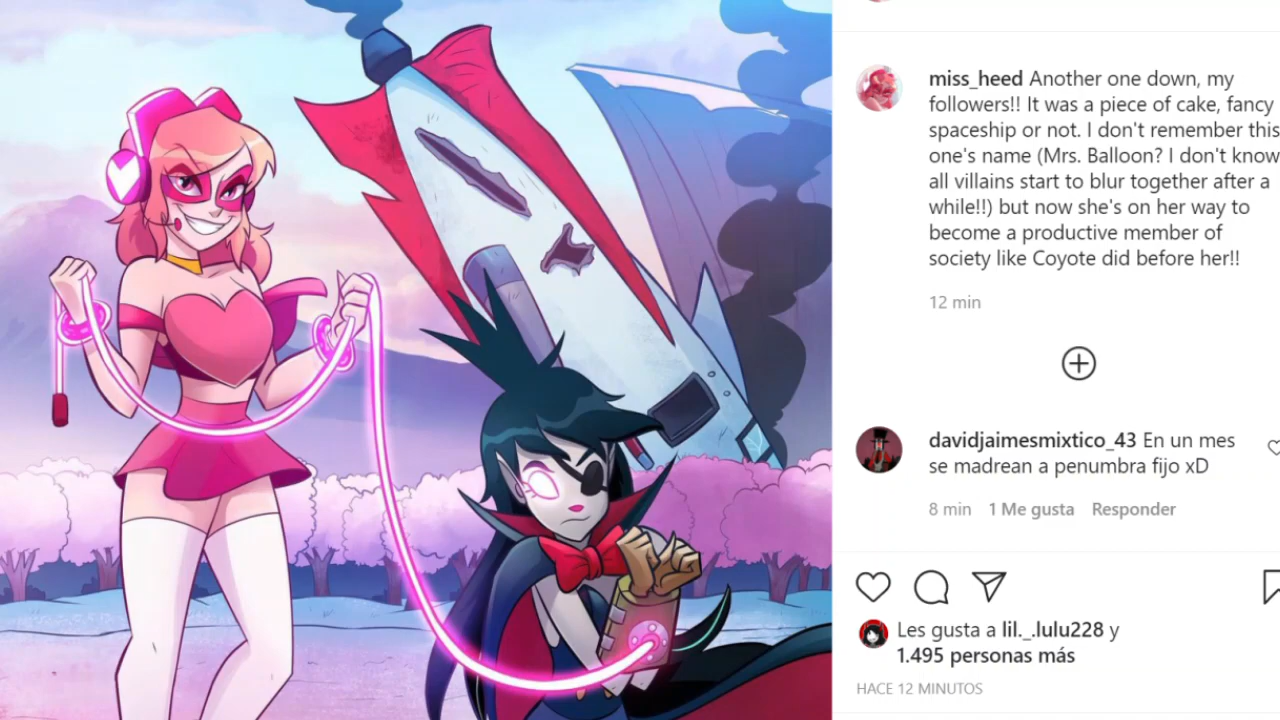 miss_heed Another one down, my
followers!! It was a piece of cake, fancy
spaceship or not. I don't remember this
one's name (Mrs. Balloon? I don't know
all villains start to blur together after a
while!!) but now she's on her way to
become a productive member of
society like Coyote did before her!!
12 min
davidjaimesmixtico_43 En un mes
se madrean a penumbra fijo xD
8 min 1 Me gusta Responder
Les gusta a lil._.lulu228 y
1.495 personas más
HACE 12 MINUTOS